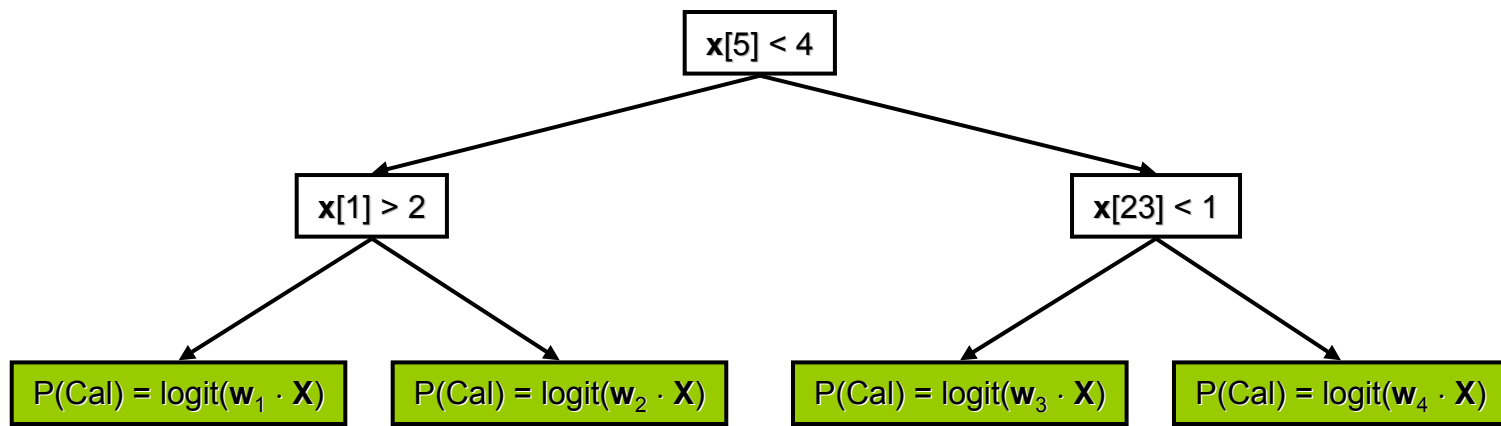 x[5] < 4
x[1] > 2
x[23] < 1
P(Cal) = logit(w₁ · X)
P(Cal) = logit(w₂ · X)
P(Cal) = logit(w₃ · X)
P(Cal) = logit(w₄ · X)